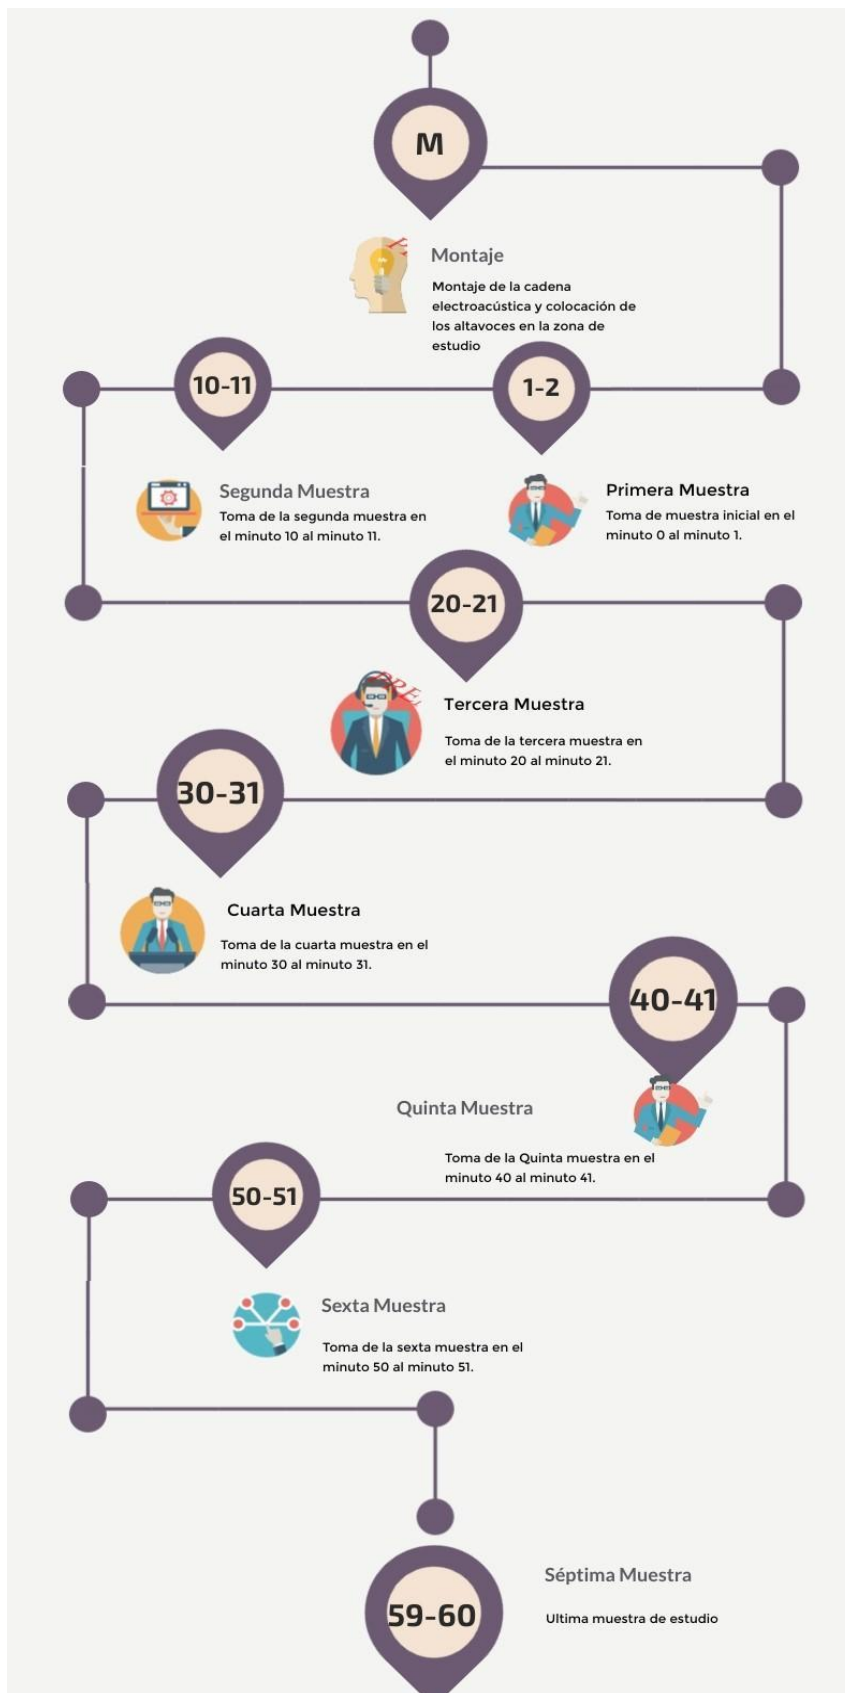 M
Montaje
Montaje de la cadena
electroacústica y colocación de
los altavoces en la zona de
estudio
1-2
Primera Muestra
Toma de muestra inicial en el
minuto 0 al minuto 1.
10-11
Segunda Muestra
Toma de la segunda muestra en
el minuto 10 al minuto 11.
20-21
Tercera Muestra
Toma de la tercera muestra en
el minuto 20 al minuto 21.
30-31
Cuarta Muestra
Toma de la cuarta muestra en el
minuto 30 al minuto 31.
40-41
Quinta Muestra
Toma de la Quinta muestra en el
minuto 40 al minuto 41.
50-51
Sexta Muestra
Toma de la sexta muestra en el
minuto 50 al minuto 51.
59-60
Séptima Muestra
Ultima muestra de estudio